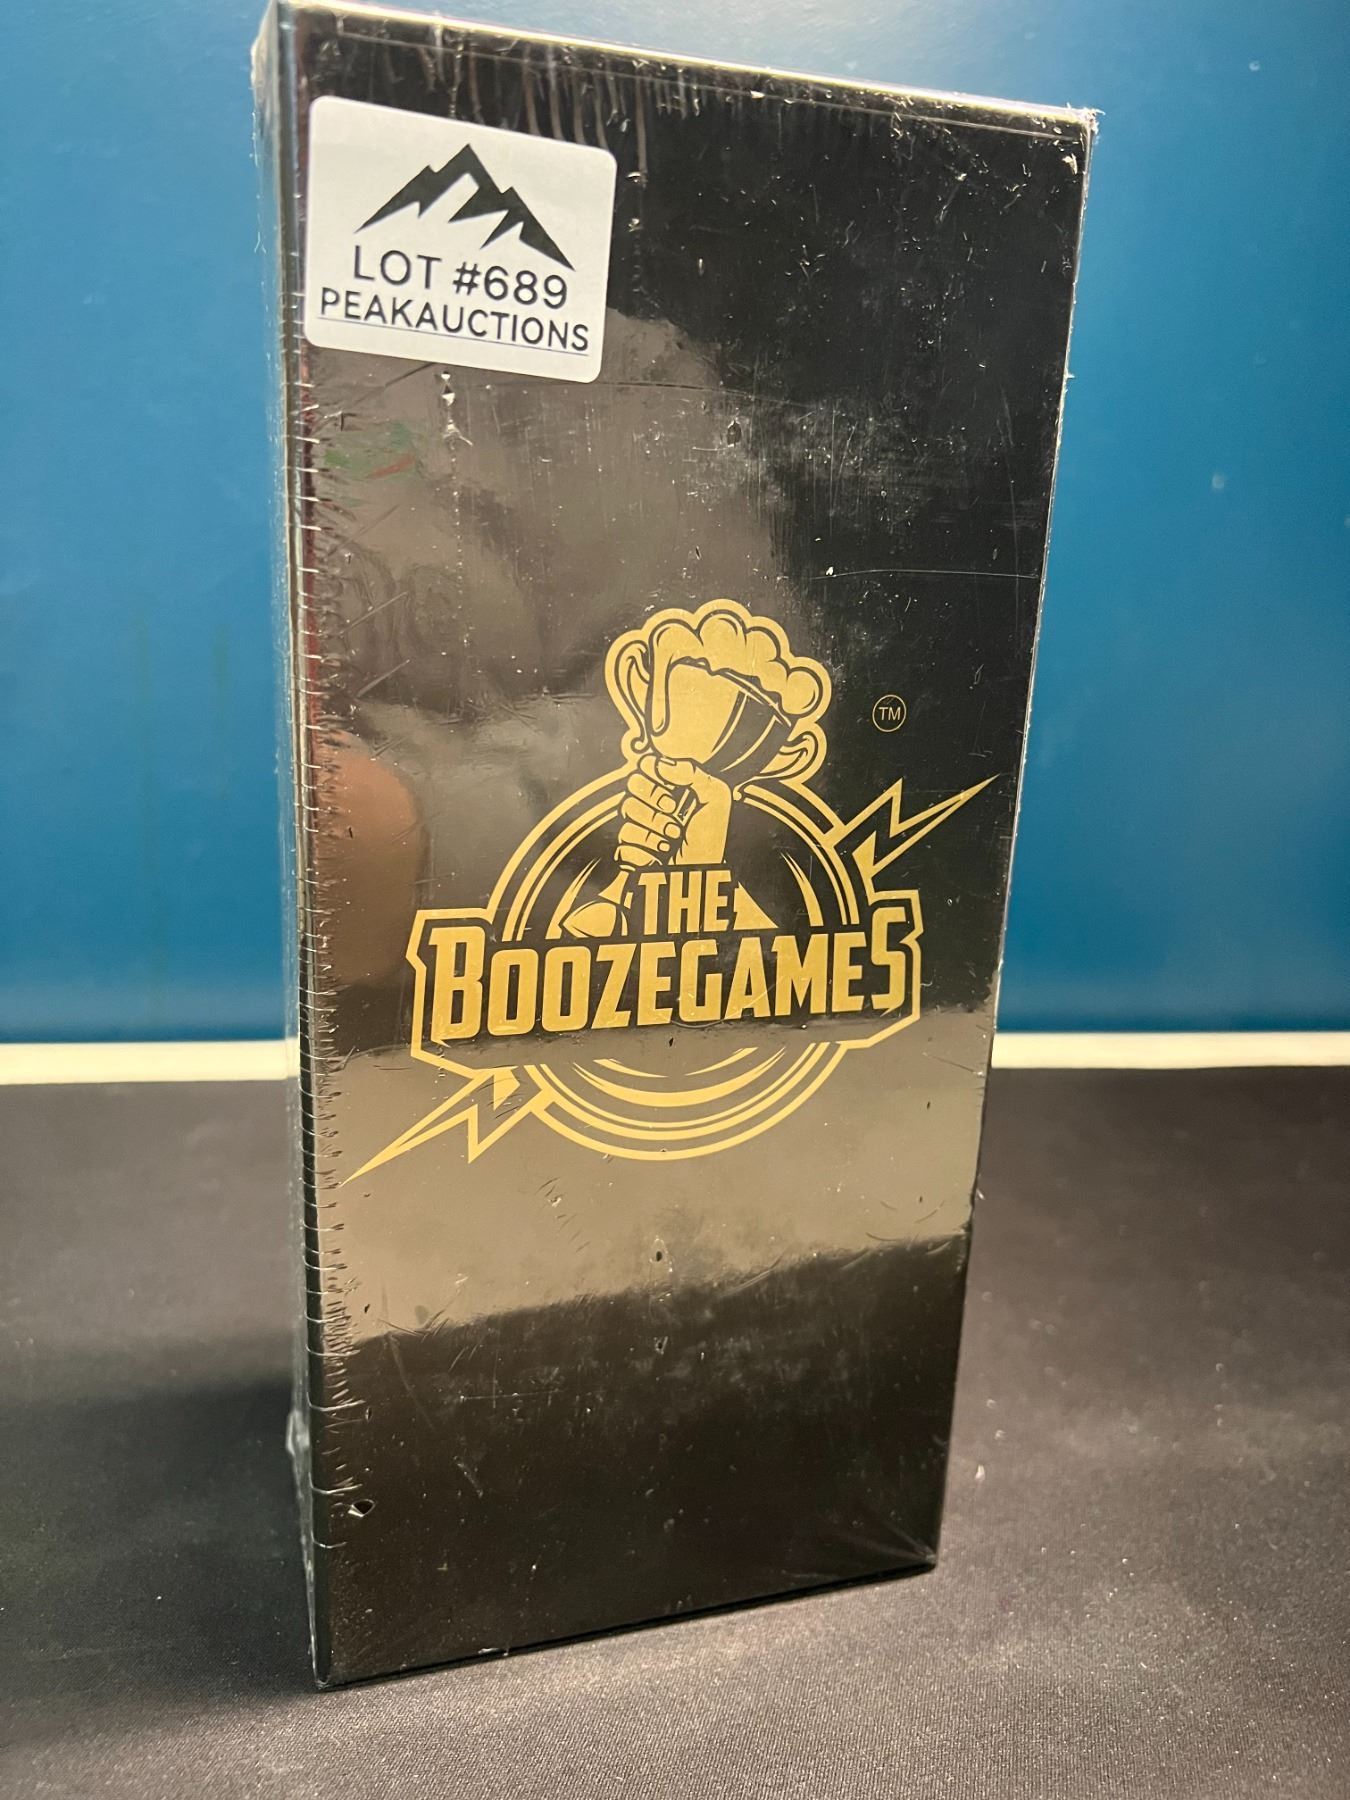 LOT #689
PEAKAUCTIONS
TM
THE
BOOZEGAMES